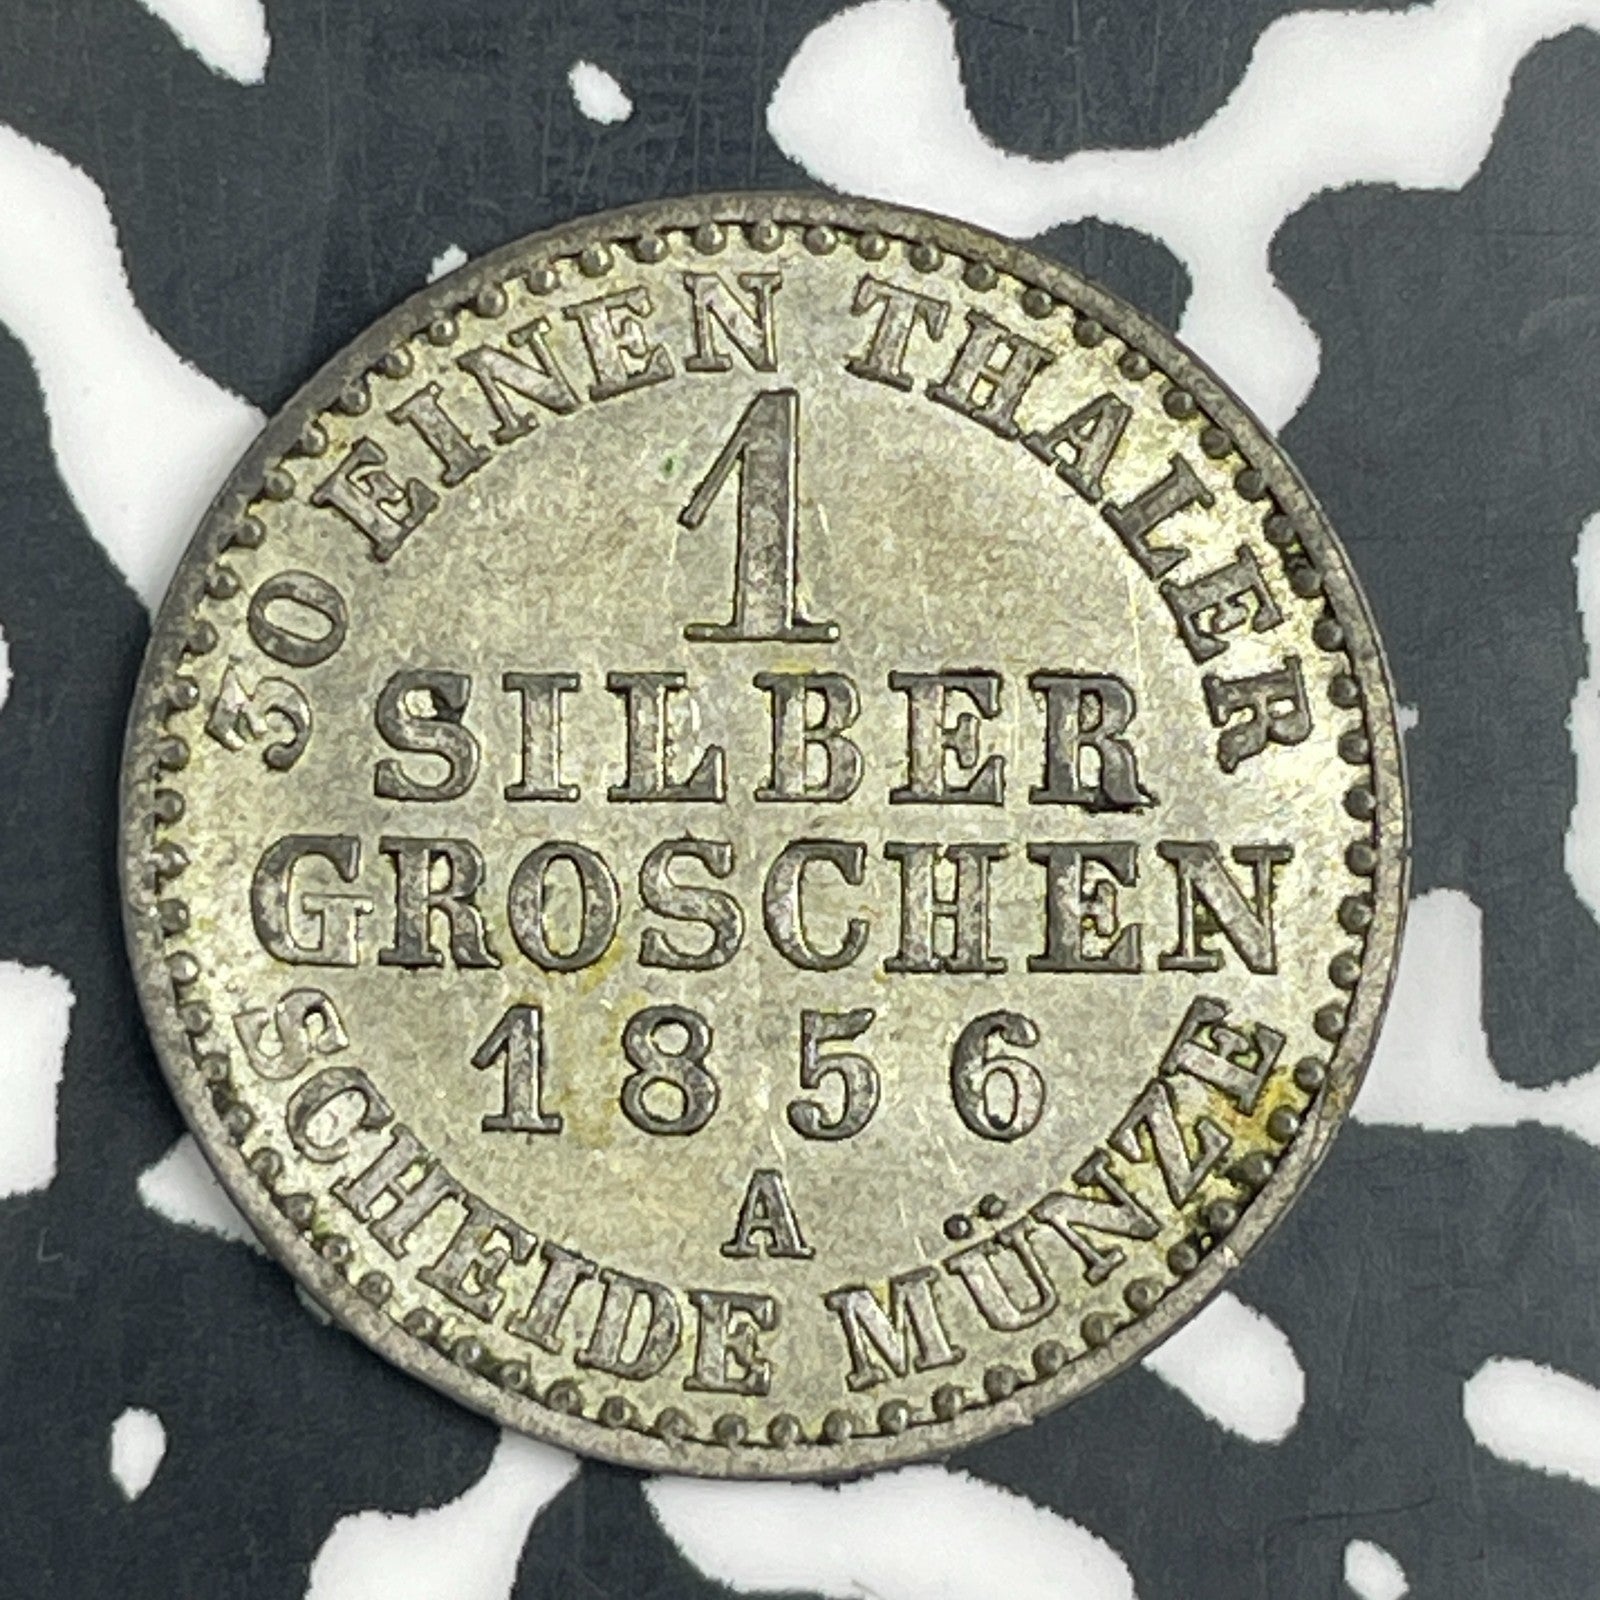 30 EINEN THALER
1
SILBER
GROSCHEN
1856
A
SCHEIDE MÜNZE